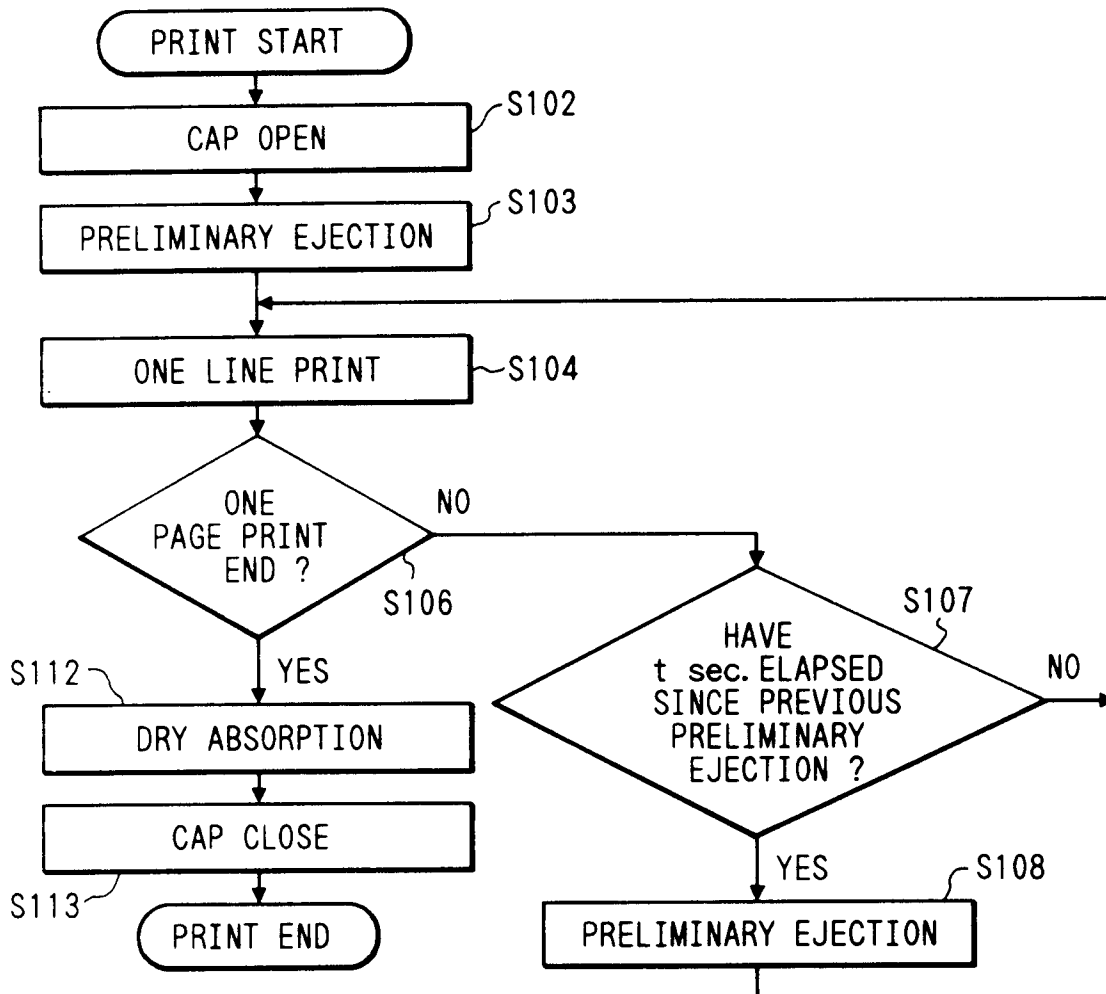 PRINT START
S102
CAP OPEN
S103
PRELIMINARY EJECTION
ONE LINE PRINT
S104
ONE
PAGE PRINT
END ?
NO
S106
YES
S107
HAVE
t sec. ELAPSED
SINCE PREVIOUS
PRELIMINARY
EJECTION ?
NO
S112
DRY ABSORPTION
CAP CLOSE
S113
PRINT END
YES
S108
PRELIMINARY EJECTION